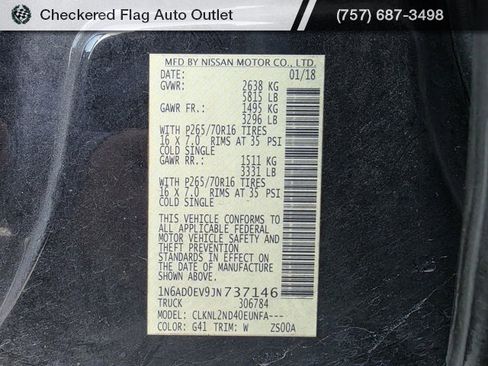 Checkered Flag Auto Outlet (757) 687-3498
MFD BY NISSAN MOTOR CO., LTD.
DATE: 01/18
GVWR: 2638 KG
5815 LB
GAWR FR.: 1495 KG
3296 LB
WITH P265/70R16 TIRES
16 X 7.0 RIMS AT 35 PSI
COLD SINGLE
GAWR RR.: 1511 KG
3331 LB
WITH P265/70R16 TIRES
16 X 7.0 RIMS AT 35 PSI
COLD SINGLE
THIS VEHICLE CONFORMS TO
ALL APPLICABLE FEDERAL
MOTOR VEHICLE SAFETY AND
THEFT PREVENTION
STANDARDS IN EFFECT ON
THE DATE OF MANUFACTURE
SHOWN ABOVE.
1N6AD0EV9JN737146
TRUCK 306784
MODEL: CLKNL2ND40EUNFA---
COLOR: G41 TRIM: W ZS00A